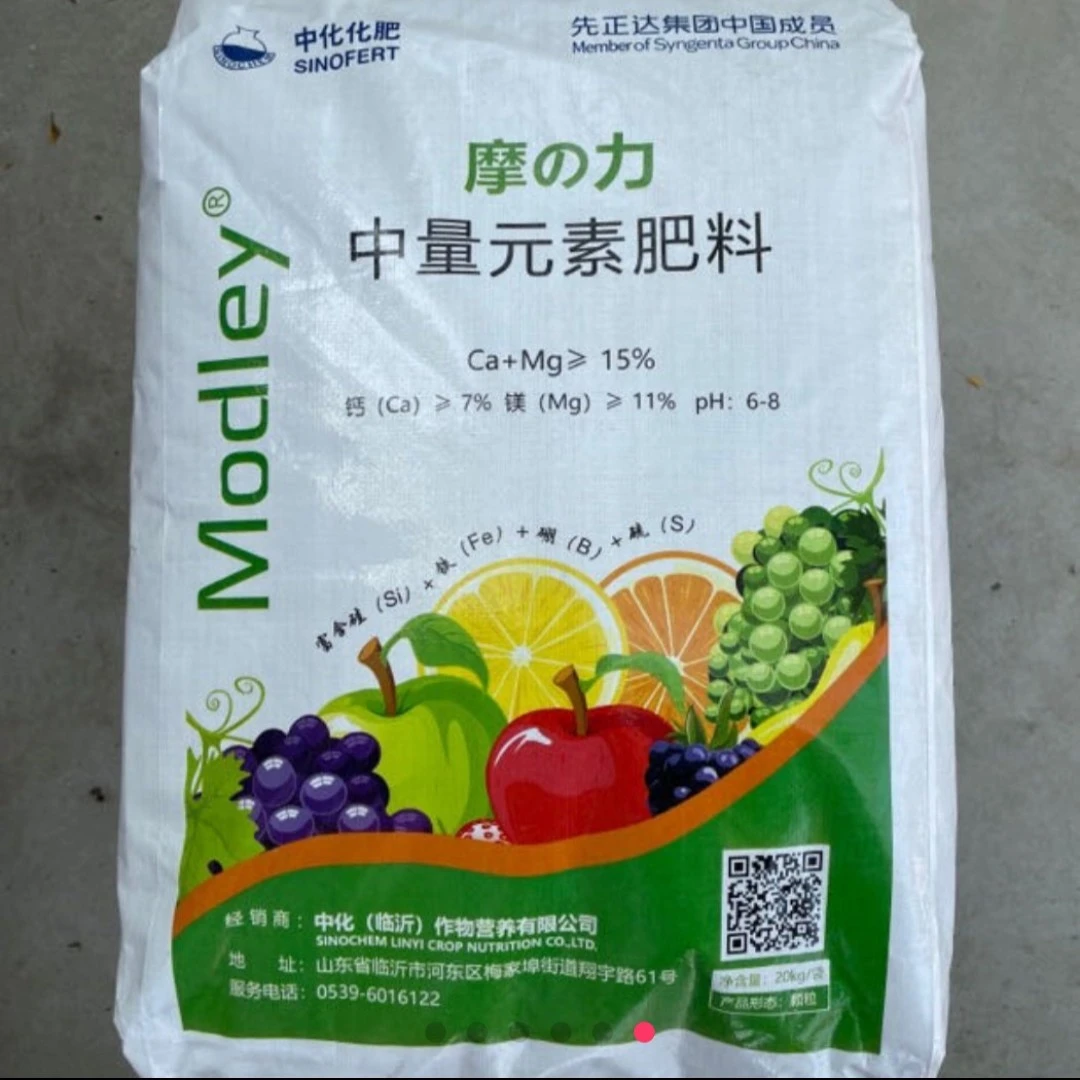 中化化肥
SINOFERT
先正达集团中国成员
Member of Syngenta Group China
摩の力
Modley®
中量元素肥料
Ca+Mg≥ 15%
钙(Ca)≥ 7% 镁(Mg)≥ 11% pH:6-8
富含硅(Si)+铁(Fe)+硼(B)+硫(S)
经销商:中化(临沂)作物营养有限公司
SINOCHEM LINYI CROP NUTRITION CO.,LTD.
地 址:山东省临沂市河东区梅家埠街道翔宇路61号
服务电话:0539-6016122
净含量:20kg/袋
产品形态:颗粒